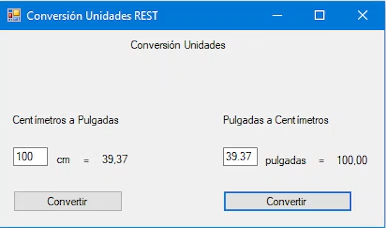 Conversión Unidades REST
Conversión Unidades
Centímetros a Pulgadas
Pulgadas a Centímetros
100 cm = 39,37
39.37 pulgadas = 100,00
Convertir
Convertir